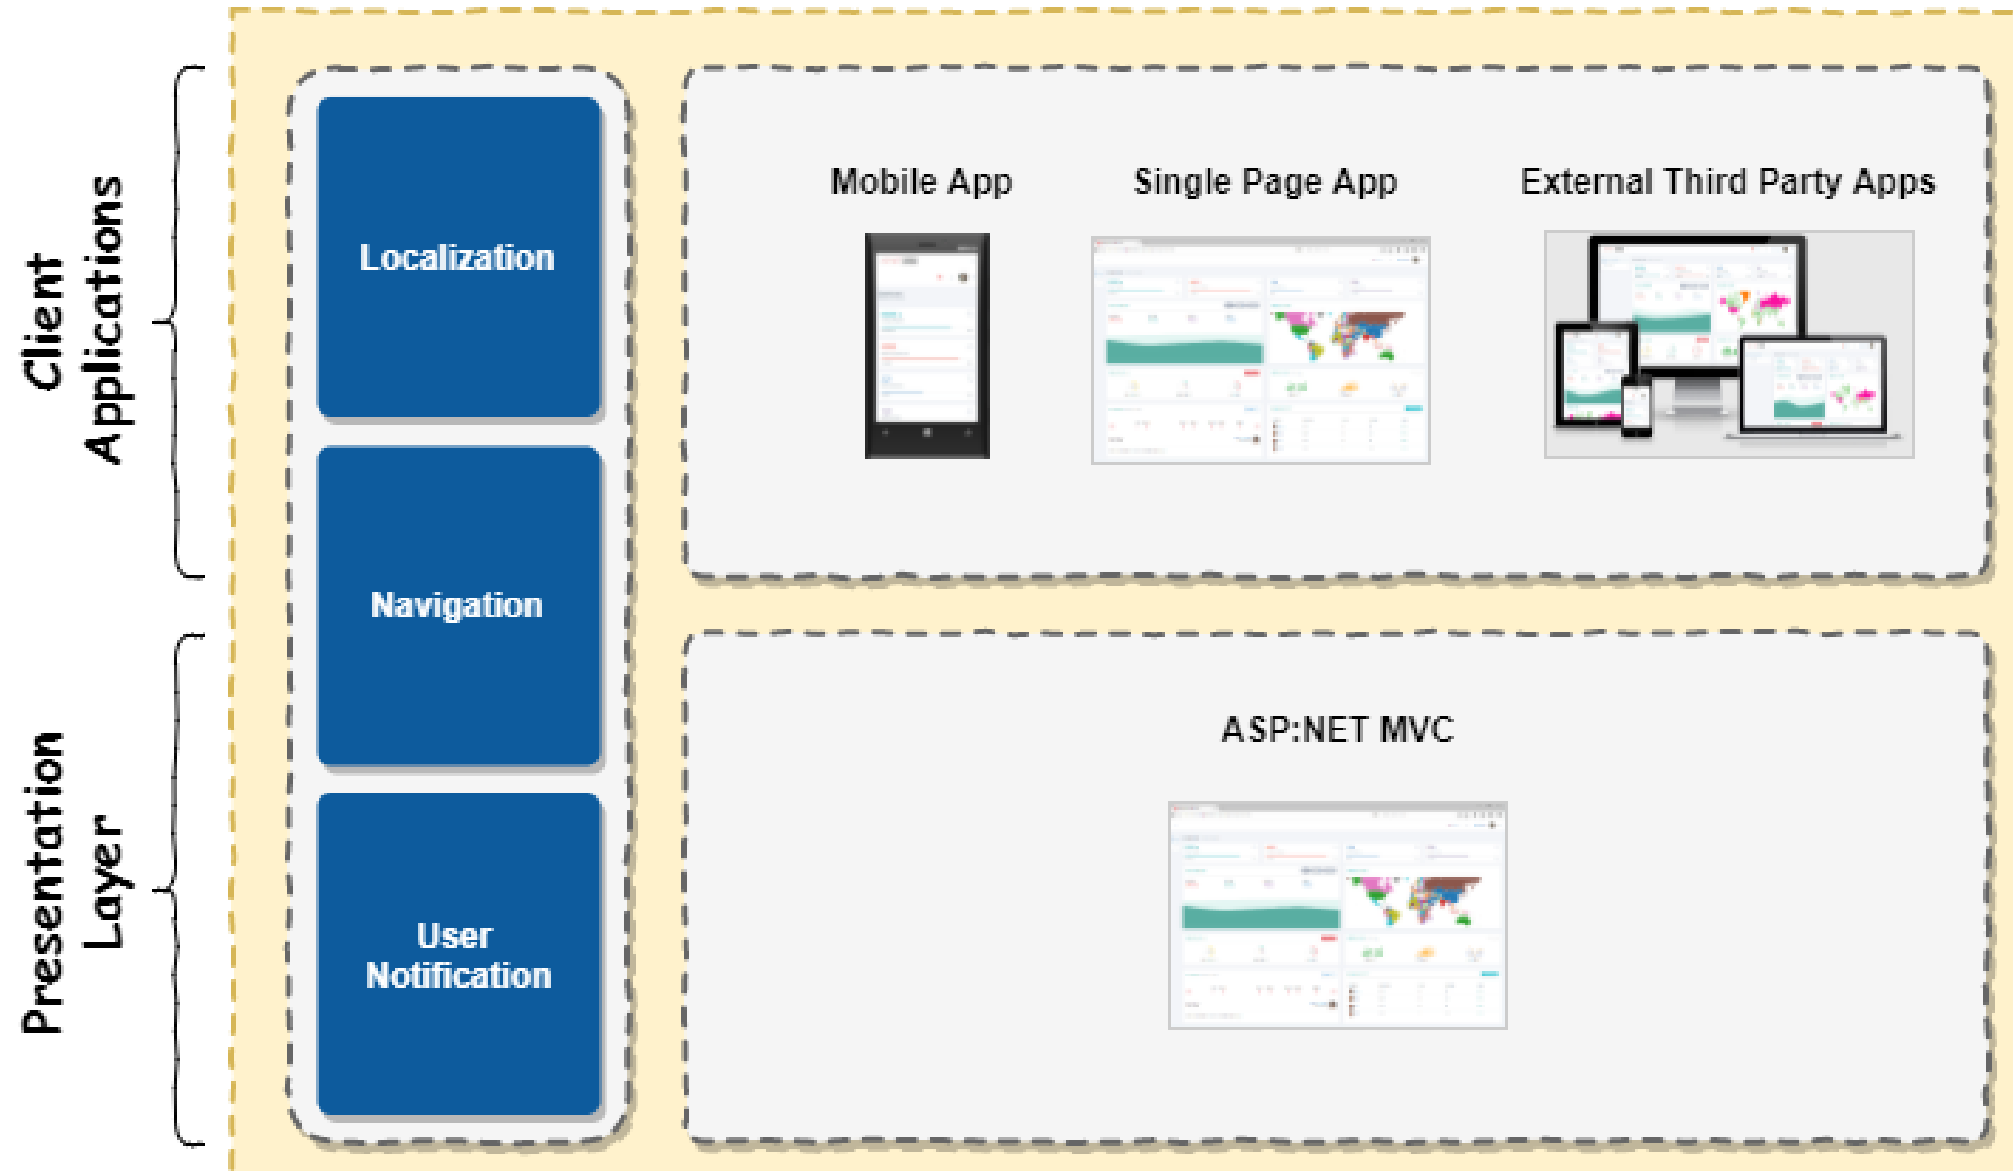 Client
Applications
Localization
Navigation
User
Notification
Mobile App
Single Page App
External Third Party Apps
Presentation
Layer
ASP:NET MVC